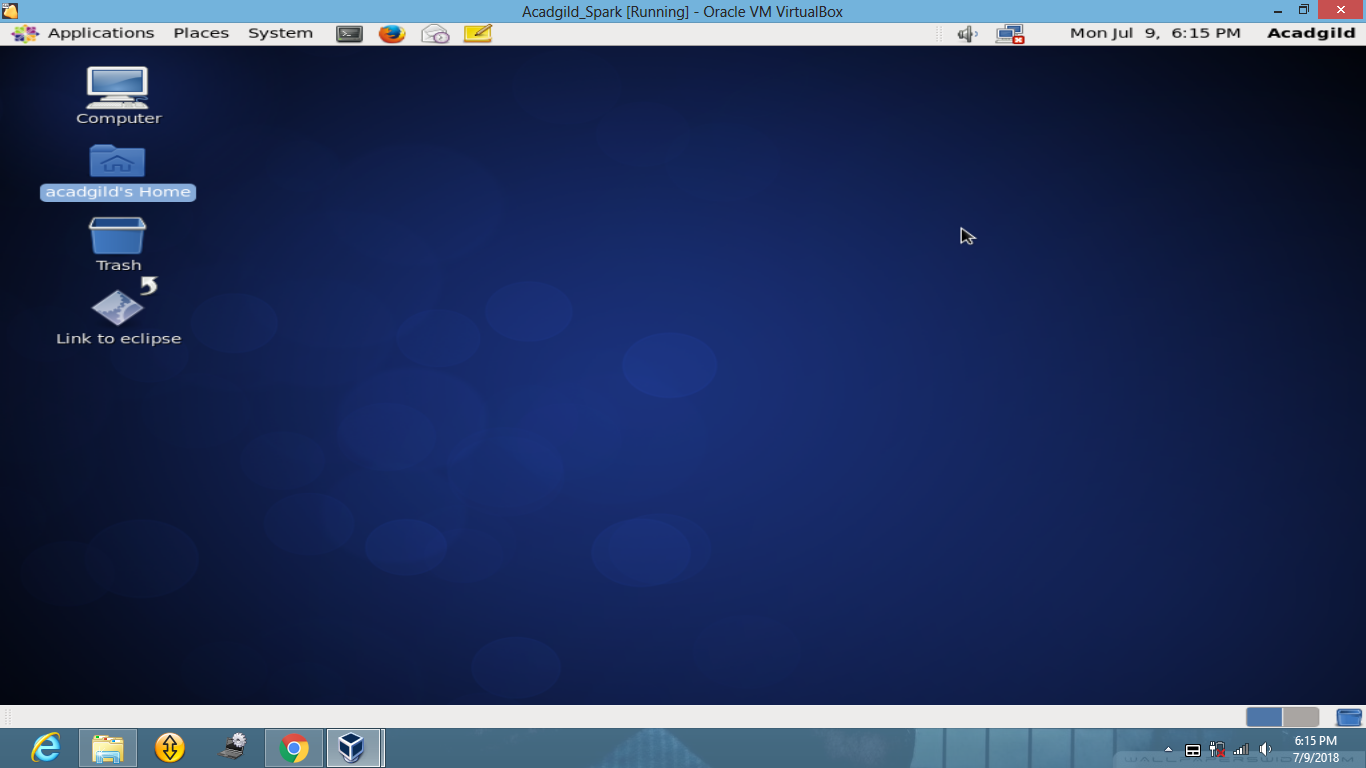 Acadgild_Spark [Running] - Oracle VM VirtualBox
Applications Places System Mon Jul 9, 6:15 PM Acadgild
Computer
acadgild's Home
Trash
Link to eclipse
6:15 PM
7/9/2018